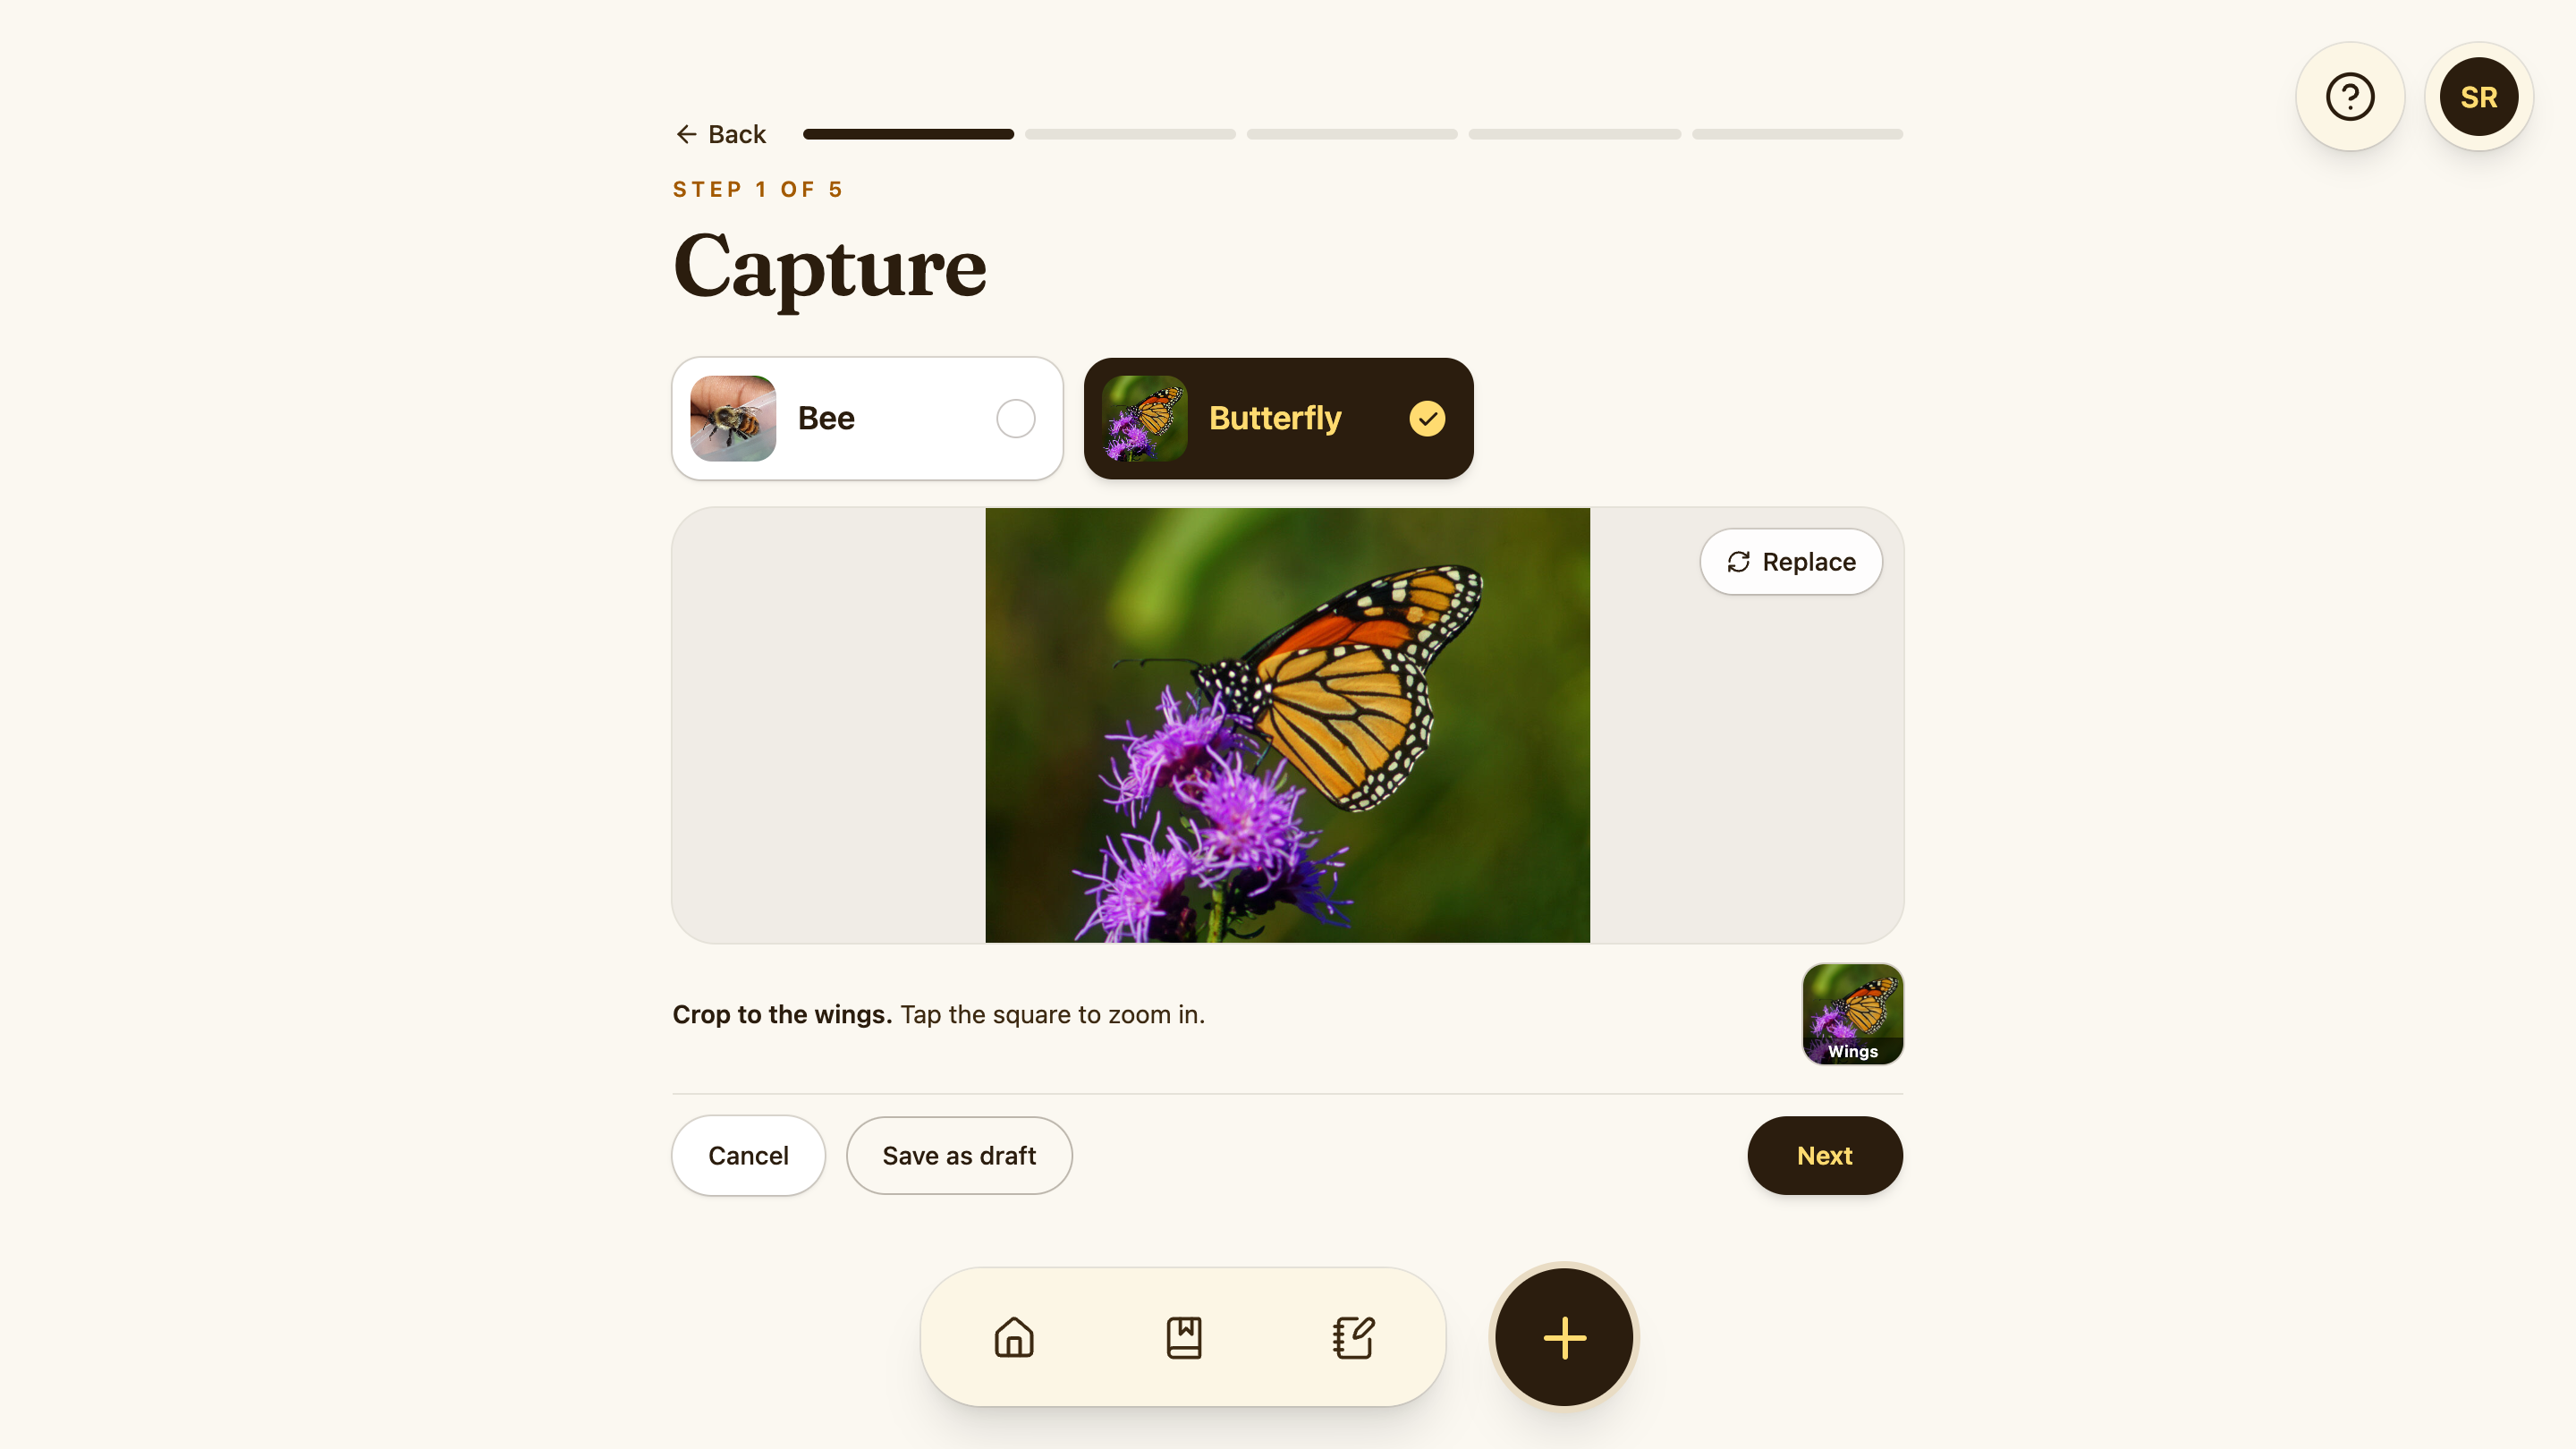 SR
Back
STEP 1 OF 5
Capture
Bee
Butterfly
Replace
Crop to the wings. Tap the square to zoom in.
Wings
Cancel
Save as draft
Next